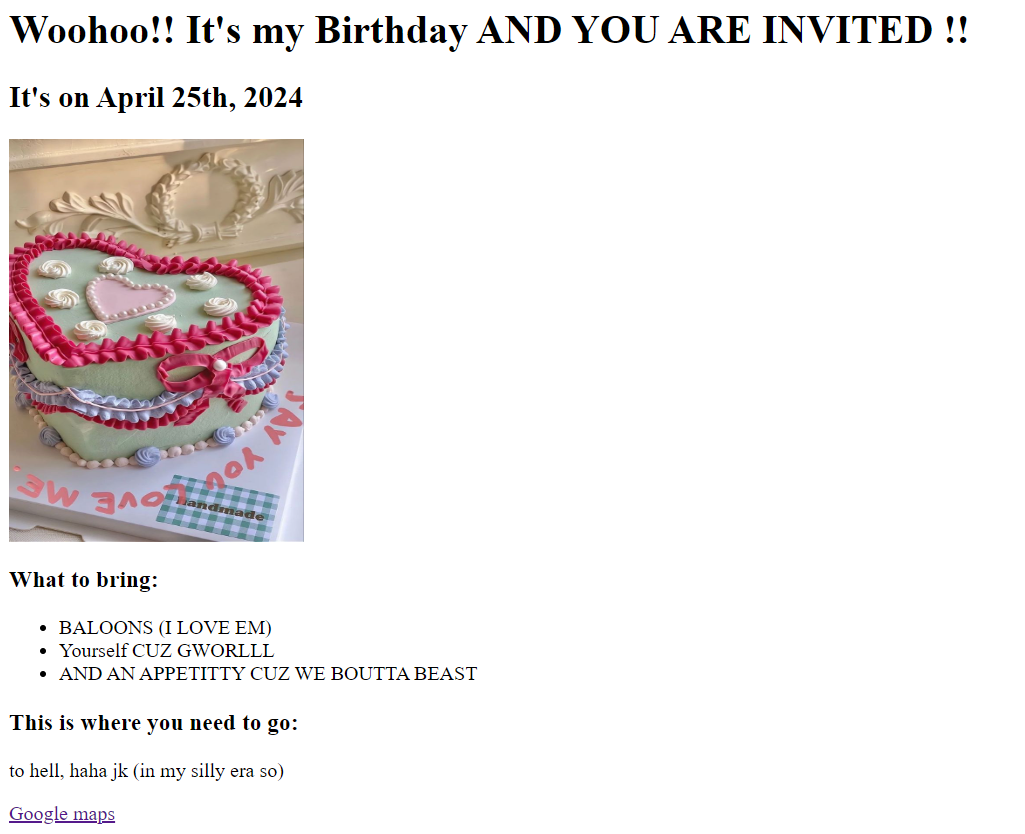 Woohoo!! It's my Birthday AND YOU ARE INVITED !!
It's on April 25th, 2024
SAY YOU LOVE ME.
handmade
What to bring:
BALOONS (I LOVE EM)
Yourself CUZ GWORLLL
AND AN APPETITTY CUZ WE BOUTTA BEAST
This is where you need to go:
to hell, haha jk (in my silly era so)
Google maps